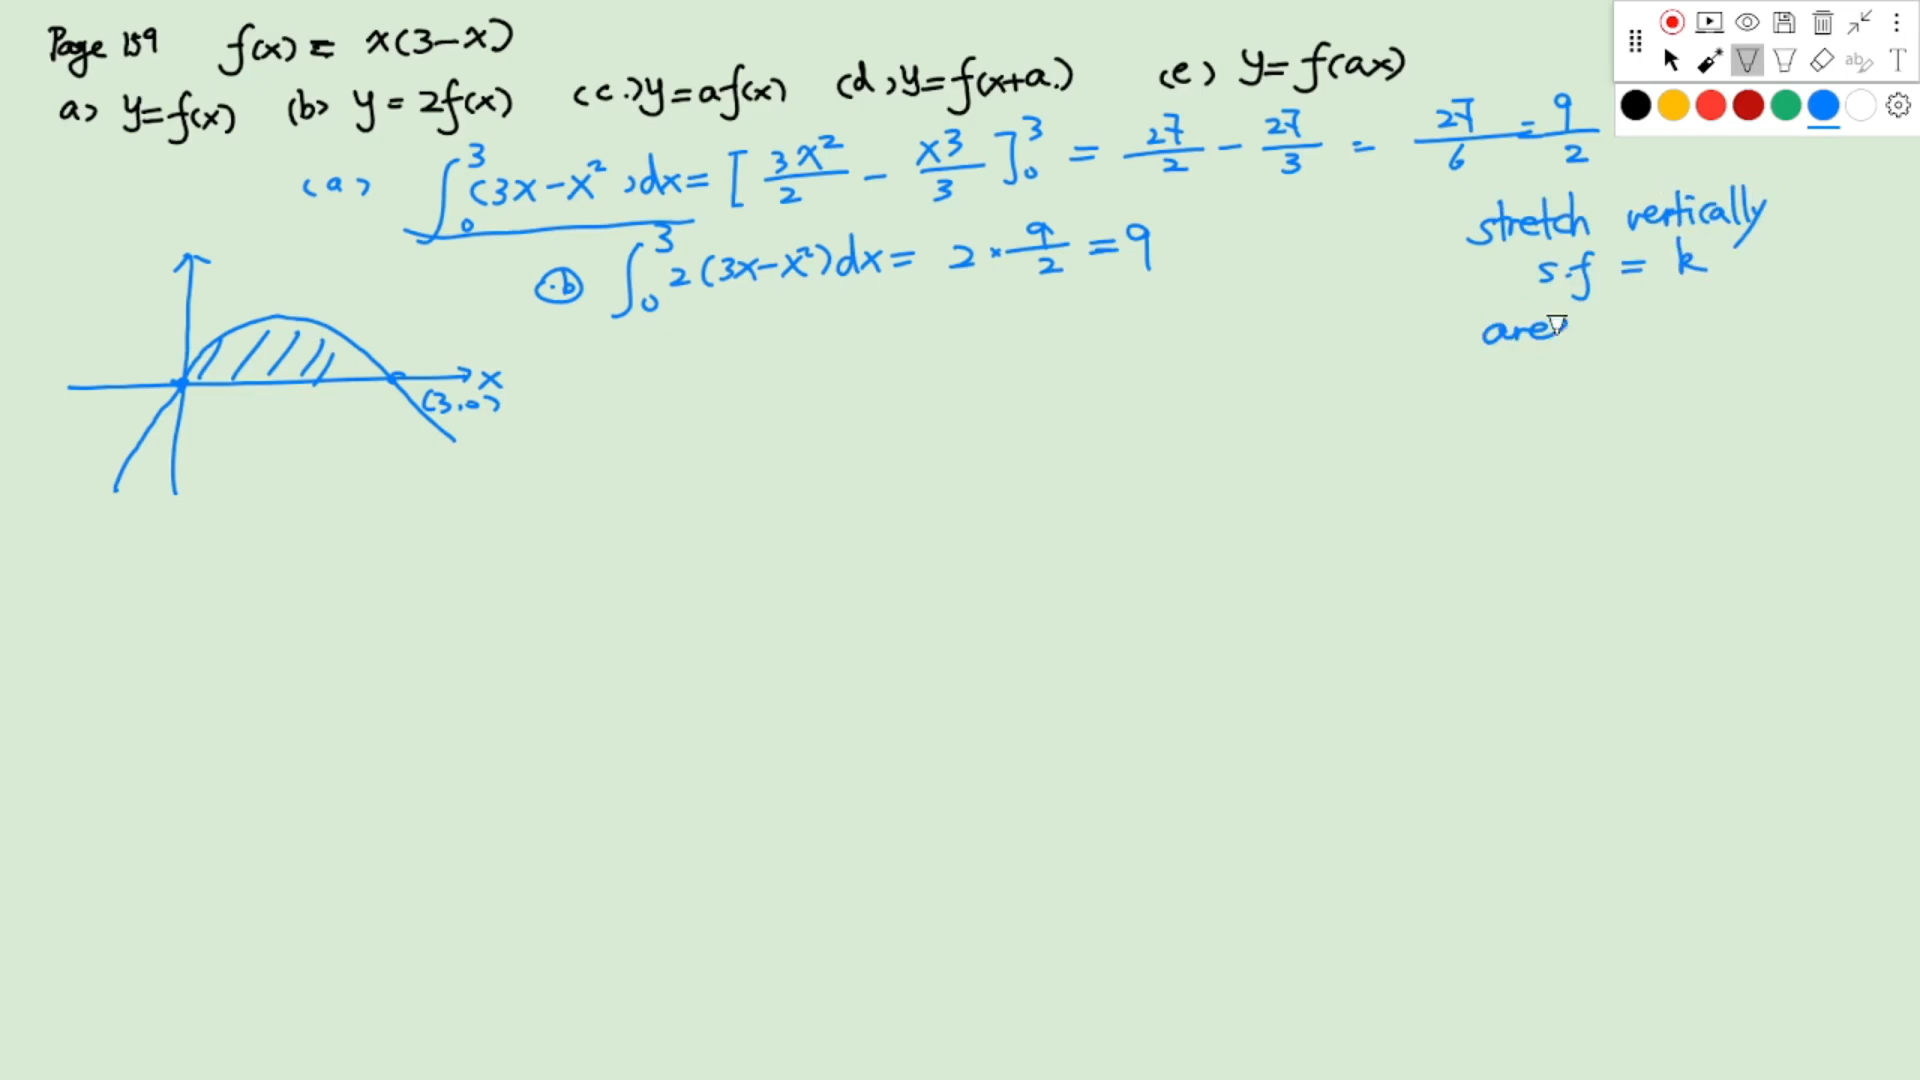 Page 159 f(x) = x(3-x)
a) y=f(x) (b) y = 2f(x) (c.) y=af(x) (d) y=f(x+a.) (e) y=f(ax)
(a) ∫₀³ (3x-x²)dx = [3x²/2 - x3/3]₀³ = 27/2 - 27/3 = 27/6 = 9/2
stretch vertically
.b ∫₀³ 2(3x-x²)dx = 2 × 9/2 = 9
s.f = k
are
x
(3.0)
ab
T